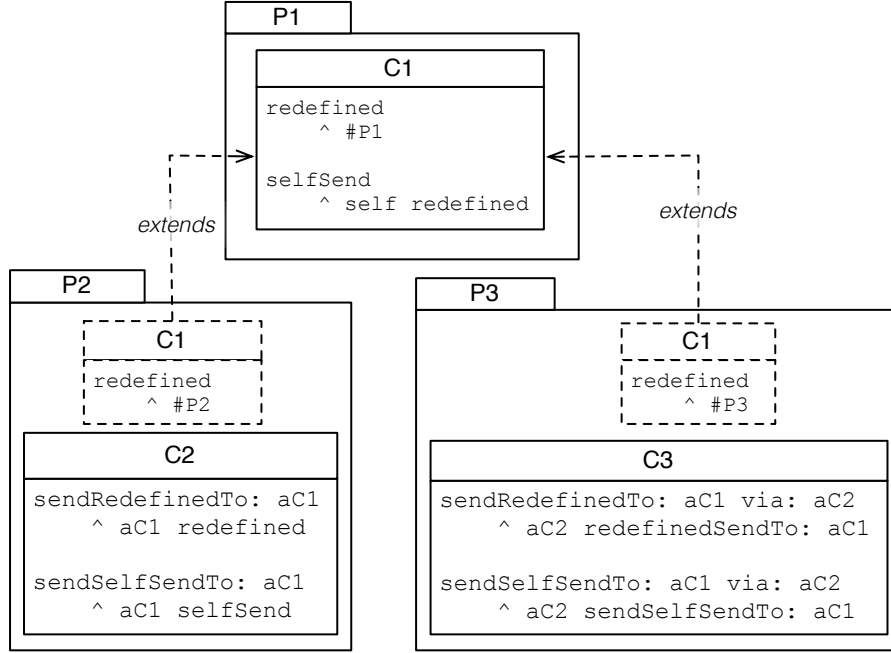 P1
C1
redefined
^ #P1
selfSend
^ self redefined
extends
extends
P2
C1
redefined
^ #P2
C2
sendRedefinedTo: aC1
^ aC1 redefined
sendSelfSendTo: aC1
^ aC1 selfSend
P3
C1
redefined
^ #P3
C3
sendRedefinedTo: aC1 via: aC2
^ aC2 redefinedSendTo: aC1
sendSelfSendTo: aC1 via: aC2
^ aC2 sendSelfSendTo: aC1